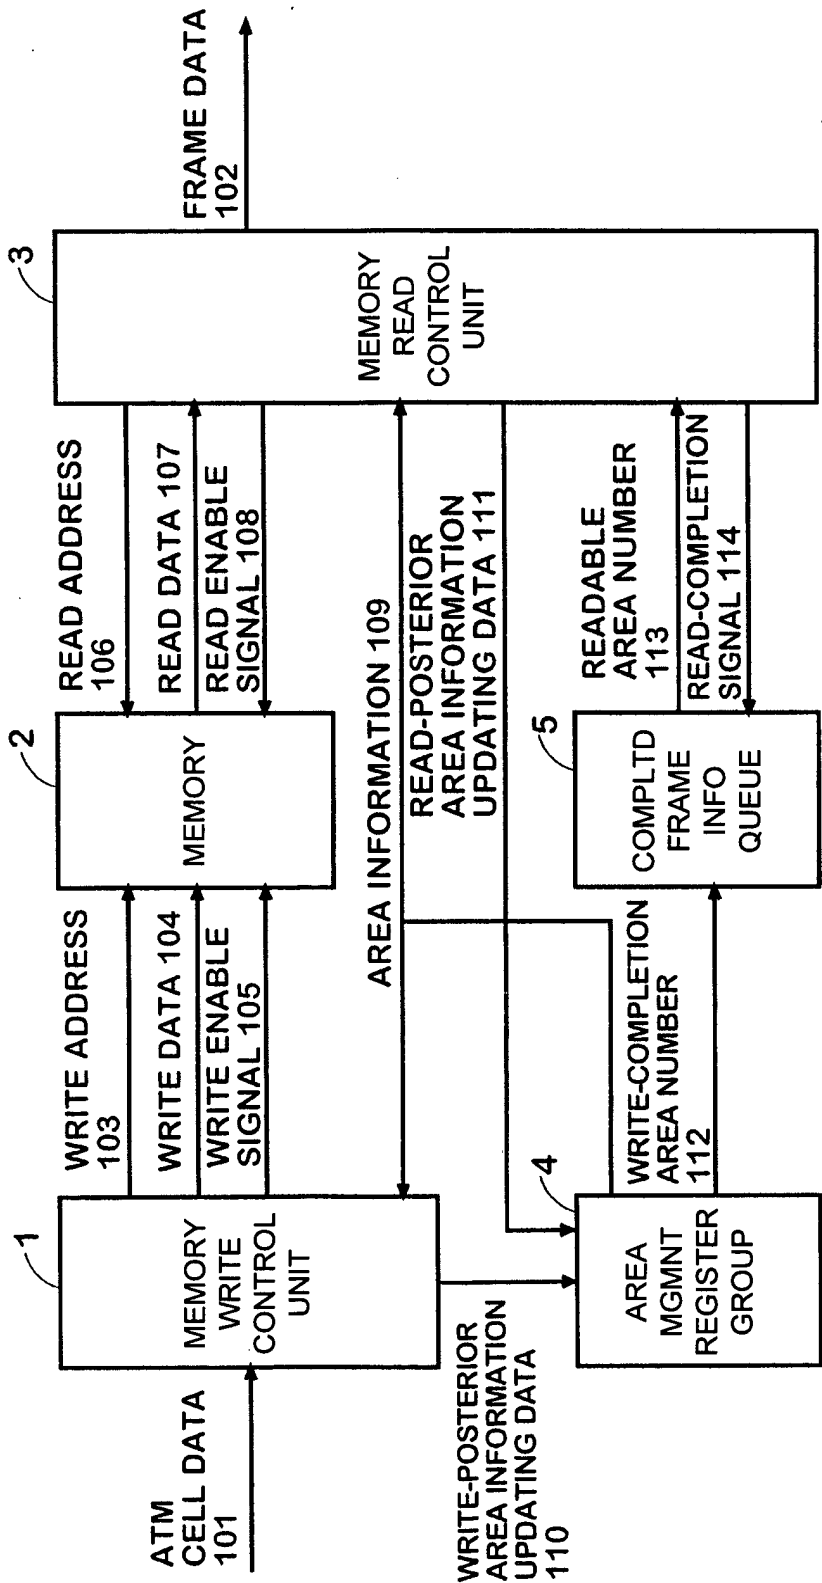 ATM
CELL DATA
101
1
MEMORY
WRITE
CONTROL
UNIT
WRITE ADDRESS
103
WRITE DATA 104
WRITE ENABLE
SIGNAL 105
2
MEMORY
READ ADDRESS
106
READ DATA 107
READ ENABLE
SIGNAL 108
3
MEMORY
READ
CONTROL
UNIT
FRAME DATA
102
AREA INFORMATION 109
READ-POSTERIOR
AREA INFORMATION
UPDATING DATA 111
WRITE-POSTERIOR
AREA INFORMATION
UPDATING DATA
110
4
AREA
MGMNT
REGISTER
GROUP
WRITE-COMPLETION
AREA NUMBER
112
5
COMPLTD
FRAME
INFO
QUEUE
READABLE
AREA NUMBER
113
READ-COMPLETION
SIGNAL 114